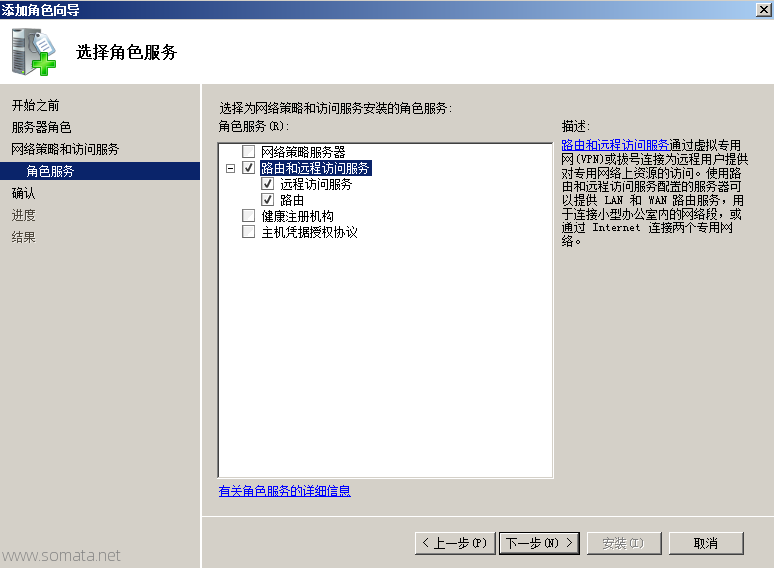 添加角色向导
选择角色服务
开始之前
服务器角色
网络策略和访问服务
角色服务
确认
进度
结果
选择为网络策略和访问服务安装的角色服务:
角色服务(R):
网络策略服务器
路由和远程访问服务
远程访问服务
路由
健康注册机构
主机凭据授权协议
有关角色服务的详细信息
描述:
路由和远程访问服务通过虚拟专用
网(VPN)或拨号连接为远程用户提供
对专用网络上资源的访问。使用路
由和远程访问服务配置的服务器可
以提供 LAN 和 WAN 路由服务，用
于连接小型办公室内的网络段，或
通过 Internet 连接两个专用网
络。
< 上一步(P)
下一步(N) >
安装(I)
取消
www.somata.net